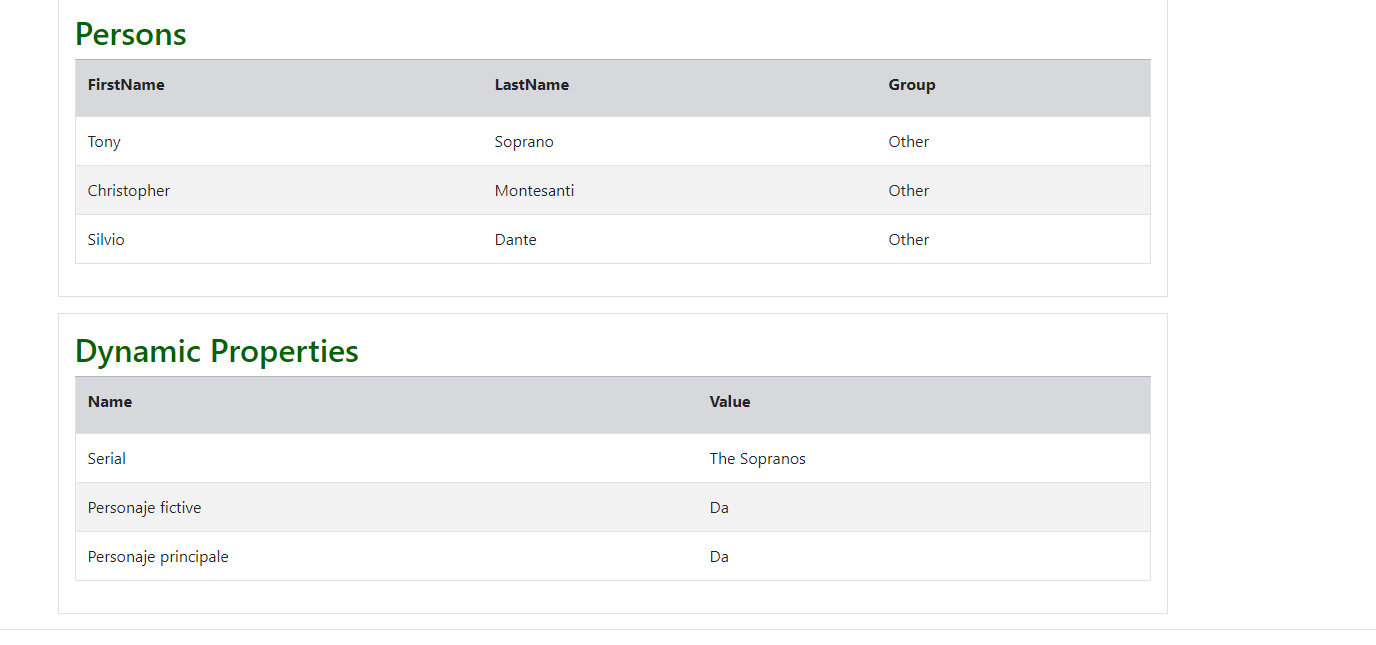 Persons
FirstName LastName Group
Tony Soprano Other
Christopher Montesanti Other
Silvio Dante Other
Dynamic Properties
Name Value
Serial The Sopranos
Personaje fictive Da
Personaje principale Da